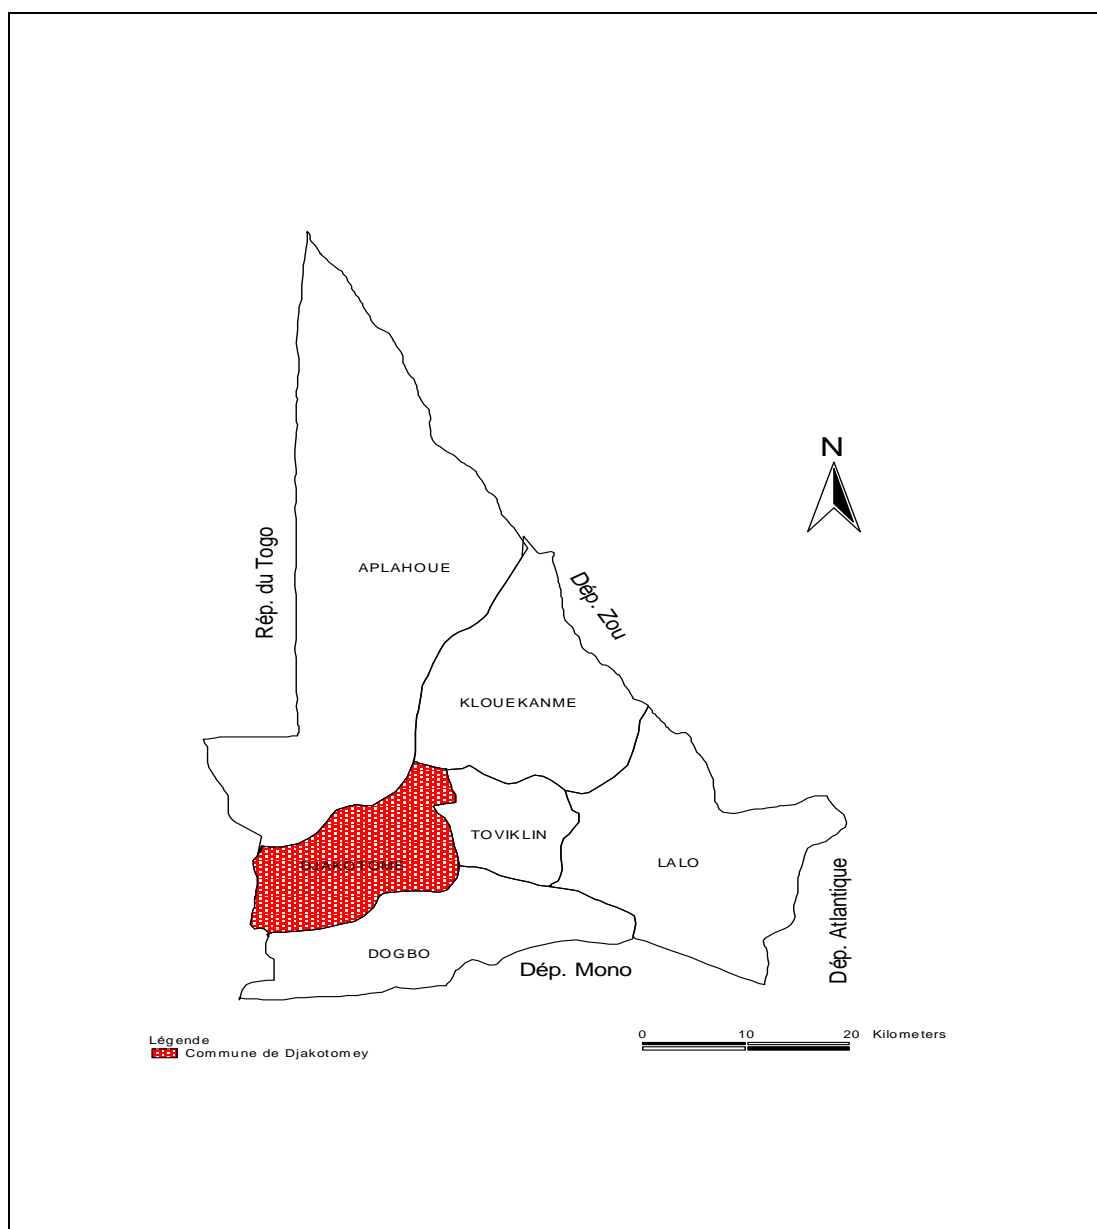 N
Rép. du Togo
APLAHOUE
Dép. Zou
KLOUEKANME
TOVIKLIN
LALO
DJAKOTOME
Dép. Atlantique
DOGBO
Dép. Mono
Légende
Commune de Djakotomey
0 10 20 Kilometers